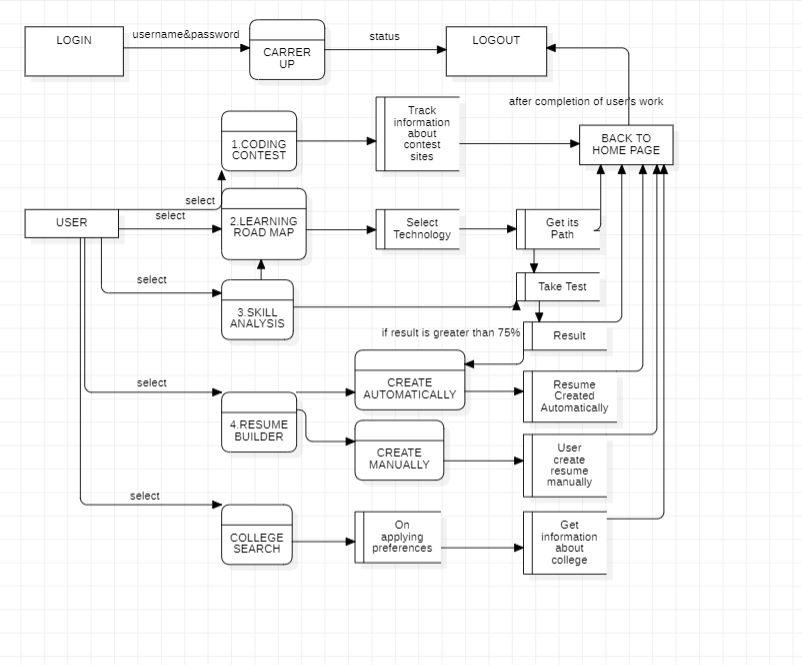 LOGIN
username&password
CARRER
UP
status
LOGOUT
after completion of user's work
1.CODING
CONTEST
Track
information
about
contest
sites
BACK TO
HOME PAGE
USER
select
select
2.LEARNING
ROAD MAP
Select
Technology
Get its
Path
select
3.SKILL
ANALYSIS
Take Test
if result is greater than 75%
Result
select
4.RESUME
BUILDER
CREATE
AUTOMATICALLY
Resume
Created
Automatically
CREATE
MANUALLY
User
create
resume
manually
select
COLLEGE
SEARCH
On
applying
preferences
Get
information
about
college